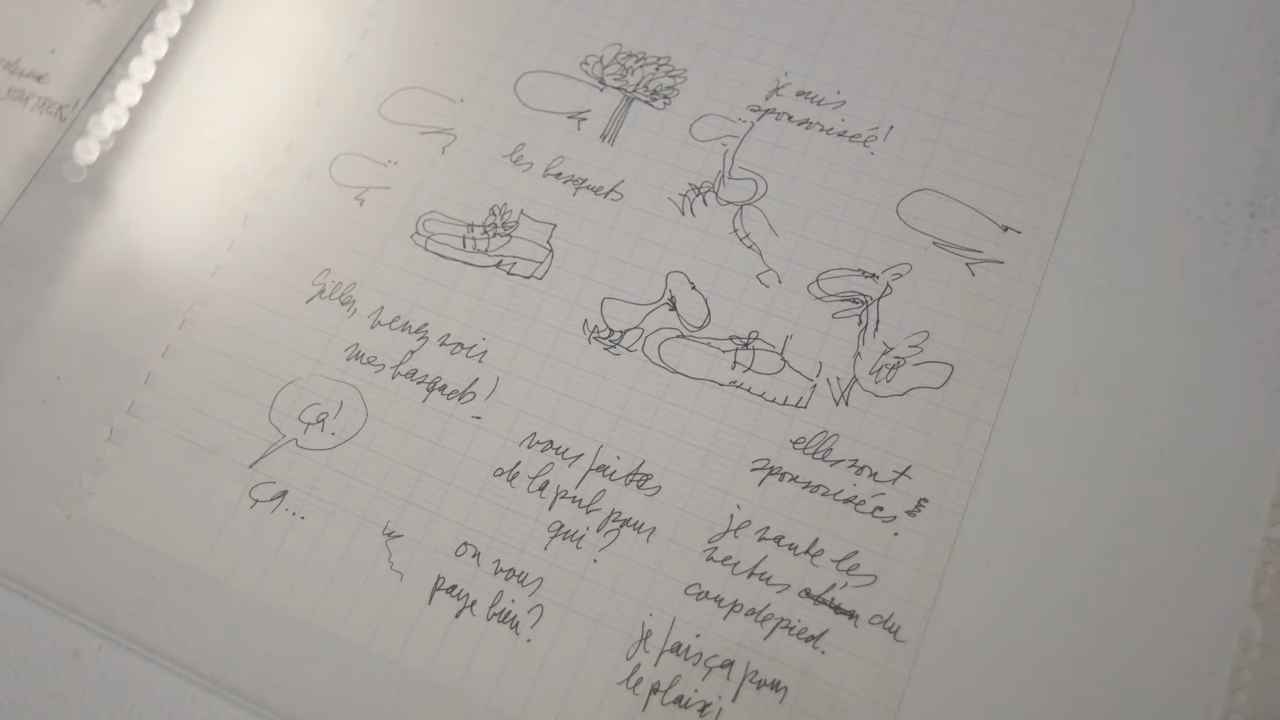 STARTREK!
je suis
sponsorisée!
les basquets
Gilles, venez voir
mes basquets!
ça!
ça...
vous faites
de la pub pour
qui?
on vous
paye bien?
elles sont
sponsorisées!
je vante les
vertus du
coup de pied.
je fais ça pour
le plaisi